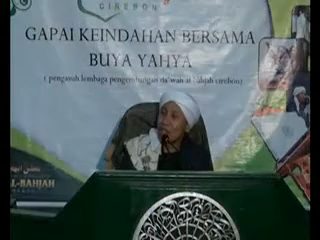 CIREBON
GAPAI KEINDAHAN BERSAMA
BUYA YAHYA
( pengasuh lembaga pengembangan da'wah al-bahjah cirebon)
AL-BAHJAH